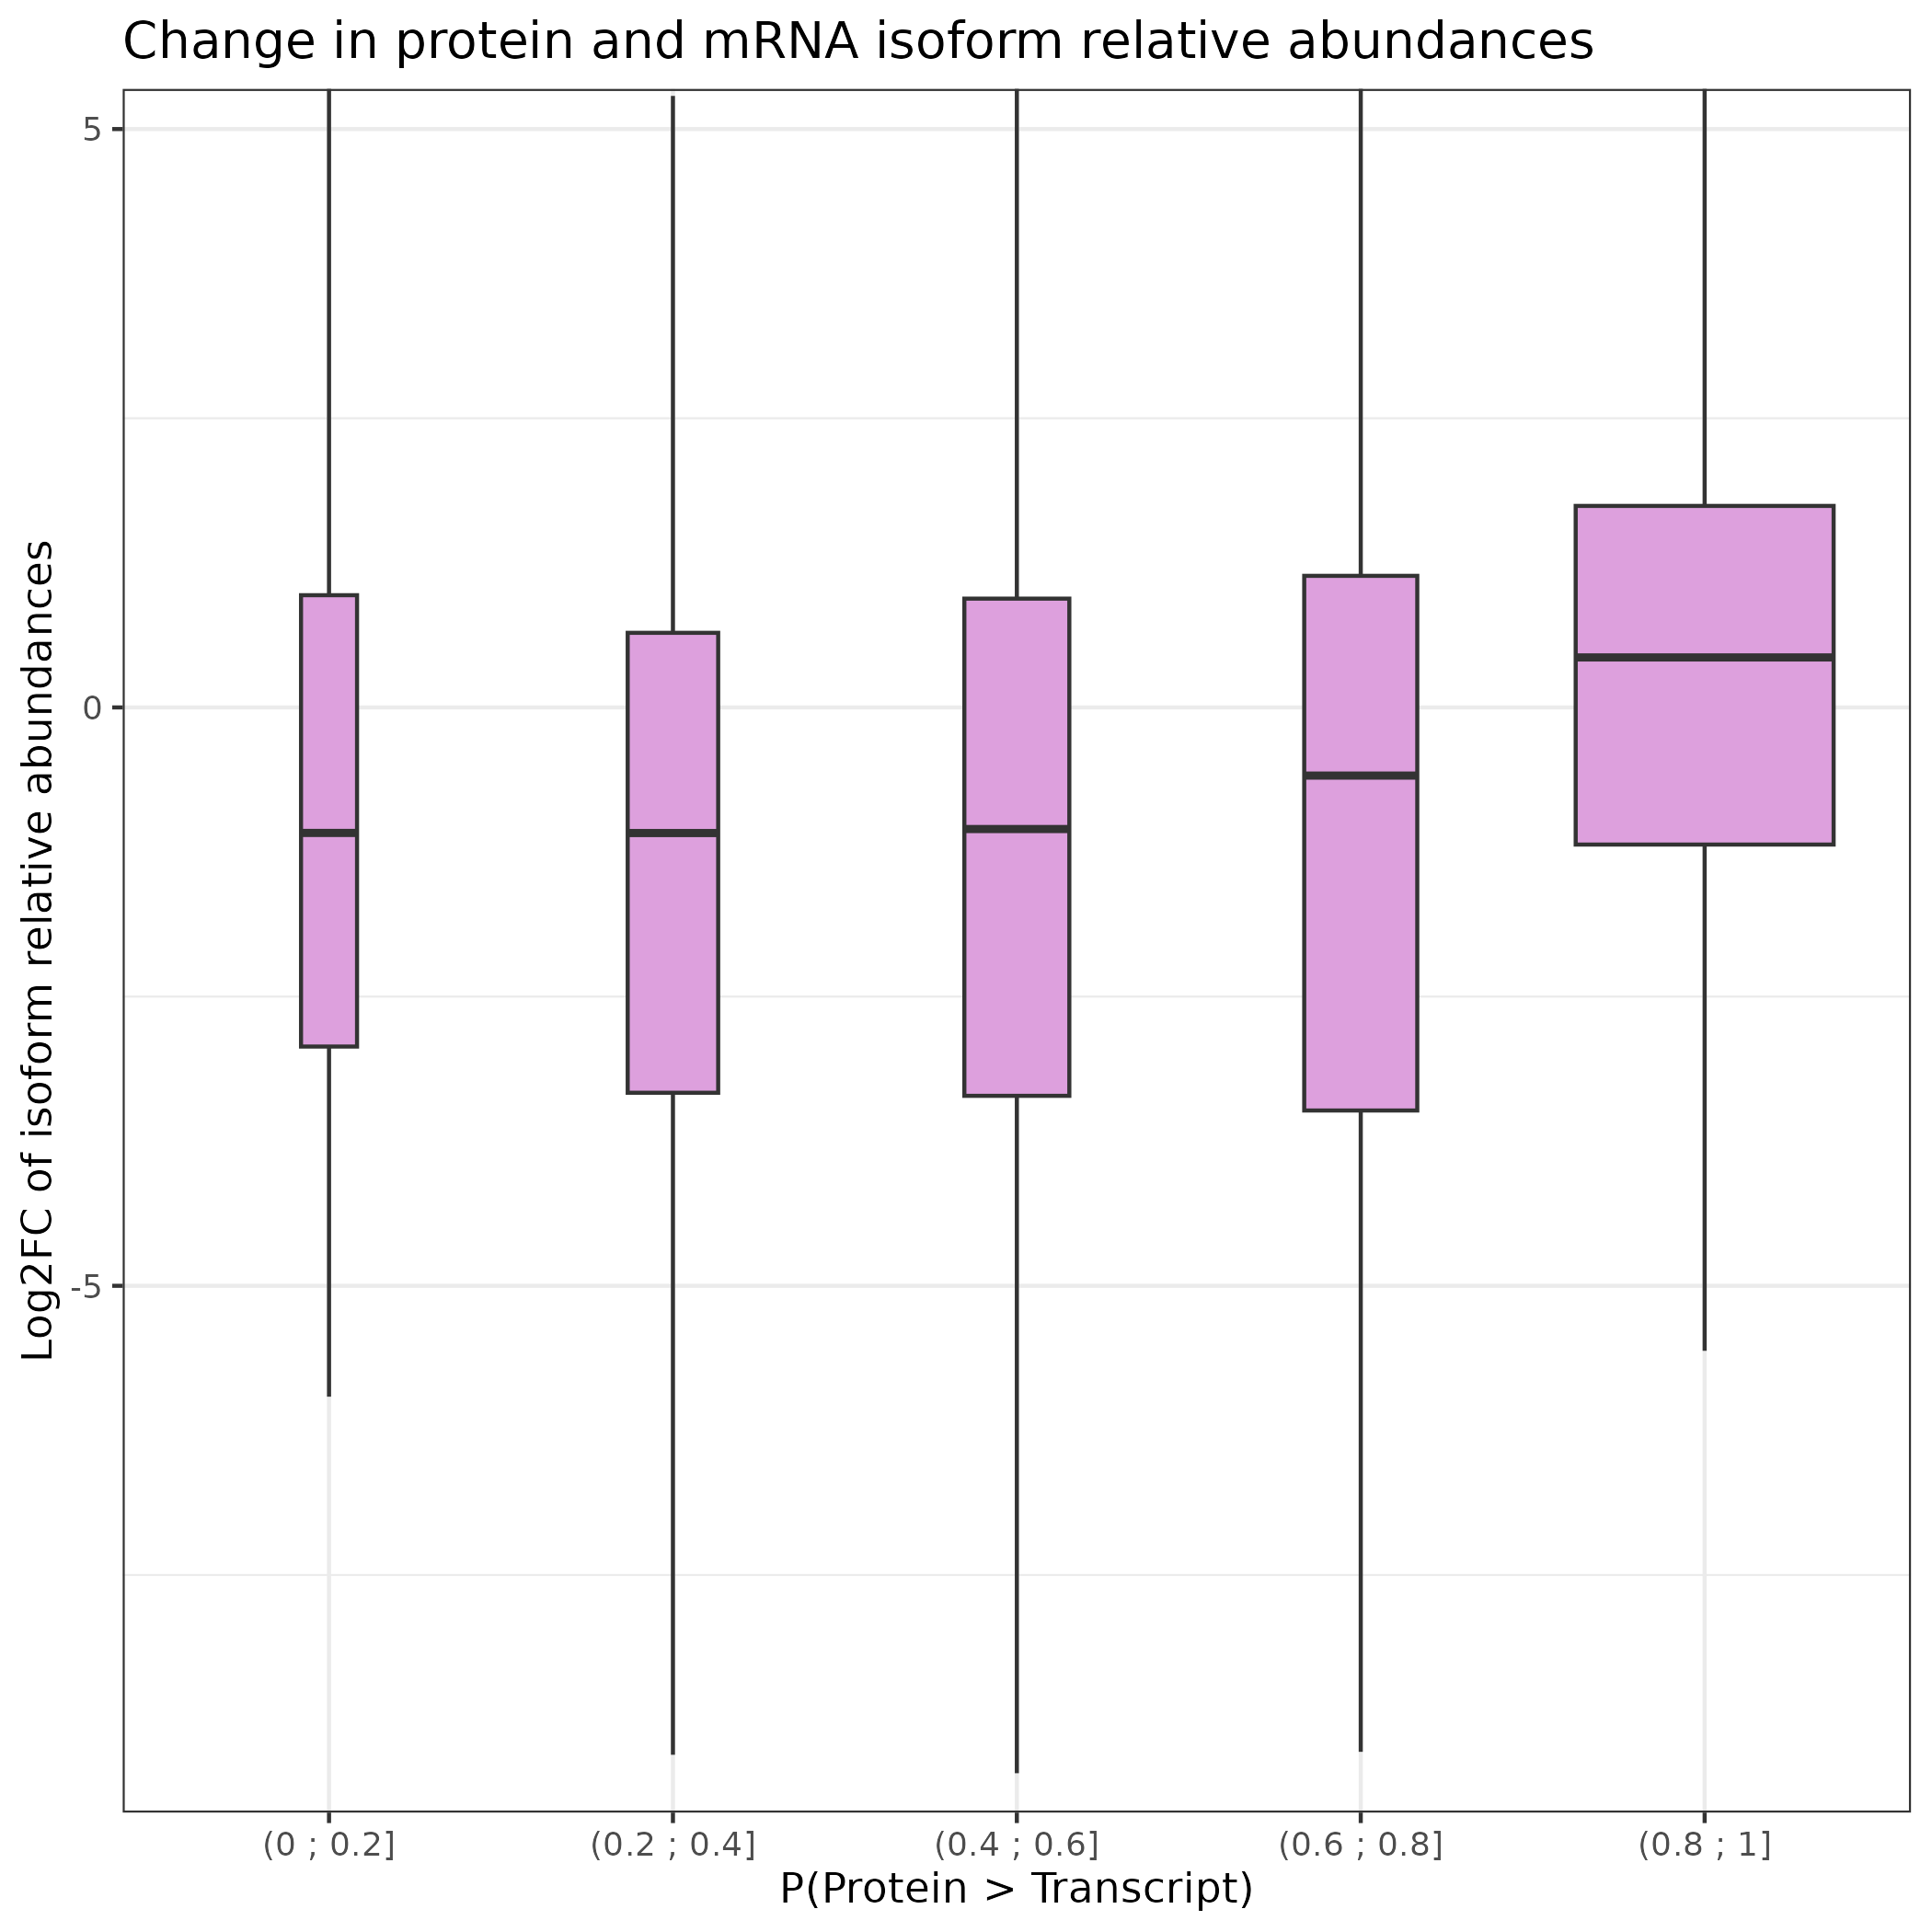 Change in protein and mRNA isoform relative abundances
Log2FC of isoform relative abundances
5
0
-5
(0 ; 0.2]
(0.2 ; 0.4]
(0.4 ; 0.6]
(0.6 ; 0.8]
(0.8 ; 1]
P(Protein > Transcript)